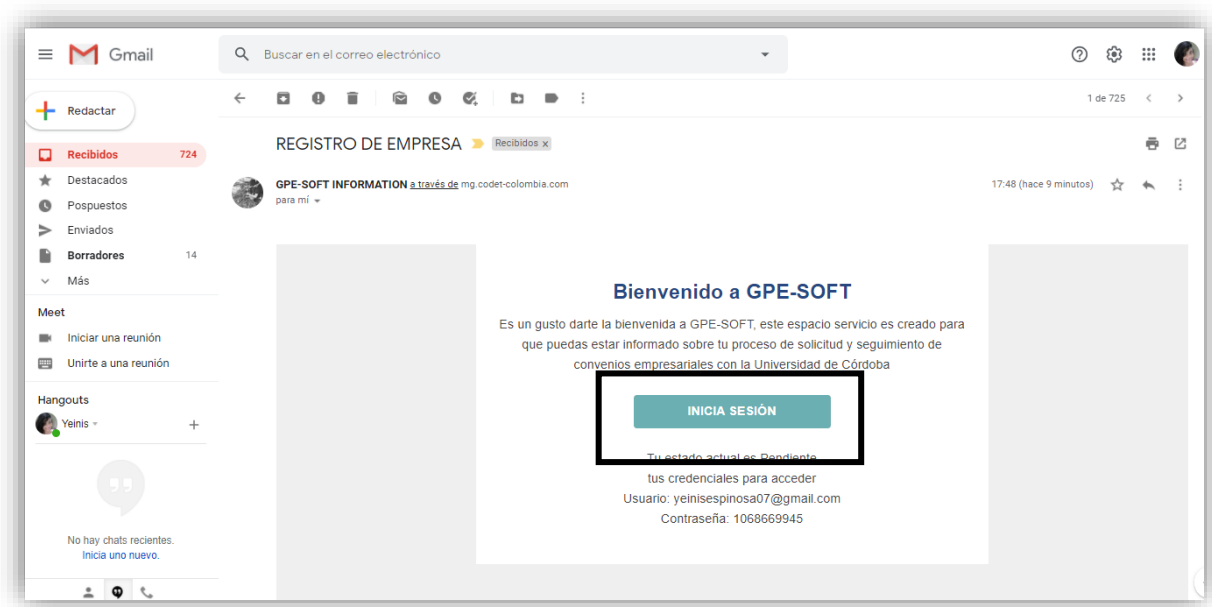 Gmail
Buscar en el correo electrónico
Redactar
1 de 725
Recibidos 724
Destacados
Pospuestos
Enviados
Borradores 14
Más
Meet
Iniciar una reunión
Unirte a una reunión
Hangouts
Yeinis
No hay chats recientes.
Inicia uno nuevo.
REGISTRO DE EMPRESA Recibidos x
GPE-SOFT INFORMATION a través de mg.codet-colombia.com
17:48 (hace 9 minutos)
para mí
Bienvenido a GPE-SOFT
Es un gusto darte la bienvenida a GPE-SOFT, este espacio servicio es creado para
que puedas estar informado sobre tu proceso de solicitud y seguimiento de
convenios empresariales con la Universidad de Córdoba
INICIA SESIÓN
Tu estado actual es Pendiente
tus credenciales para acceder
Usuario: yeinisespinosa07@gmail.com
Contraseña: 1068669945